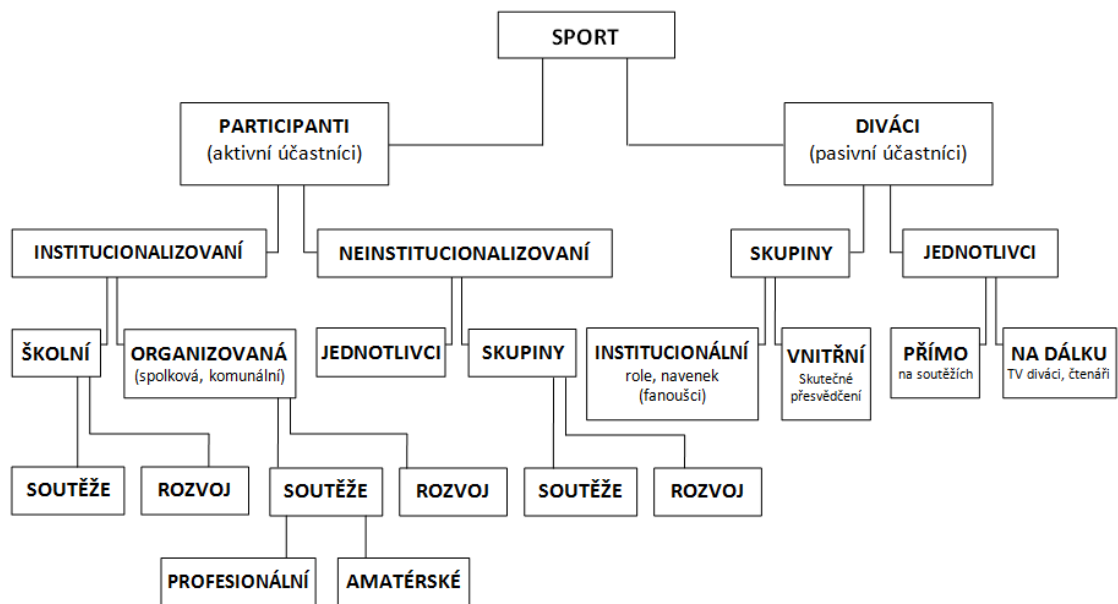 SPORT
PARTICIPANTI
(aktivní účastníci)
DIVÁCI
(pasivní účastníci)
INSTITUCIONALIZOVANÍ
NEINSTITUCIONALIZOVANÍ
SKUPINY
JEDNOTLIVCI
ŠKOLNÍ
ORGANIZOVANÁ
(spolková, komunální)
JEDNOTLIVCI
SKUPINY
INSTITUCIONÁLNÍ
role, navenek
(fanoušci)
VNITŘNÍ
Skutečné
přesvědčení
PŘÍMO
na soutěžích
NA DÁLKU
TV diváci, čtenáři
SOUTĚŽE
ROZVOJ
SOUTĚŽE
ROZVOJ
SOUTĚŽE
ROZVOJ
PROFESIONÁLNÍ
AMATÉRSKÉ